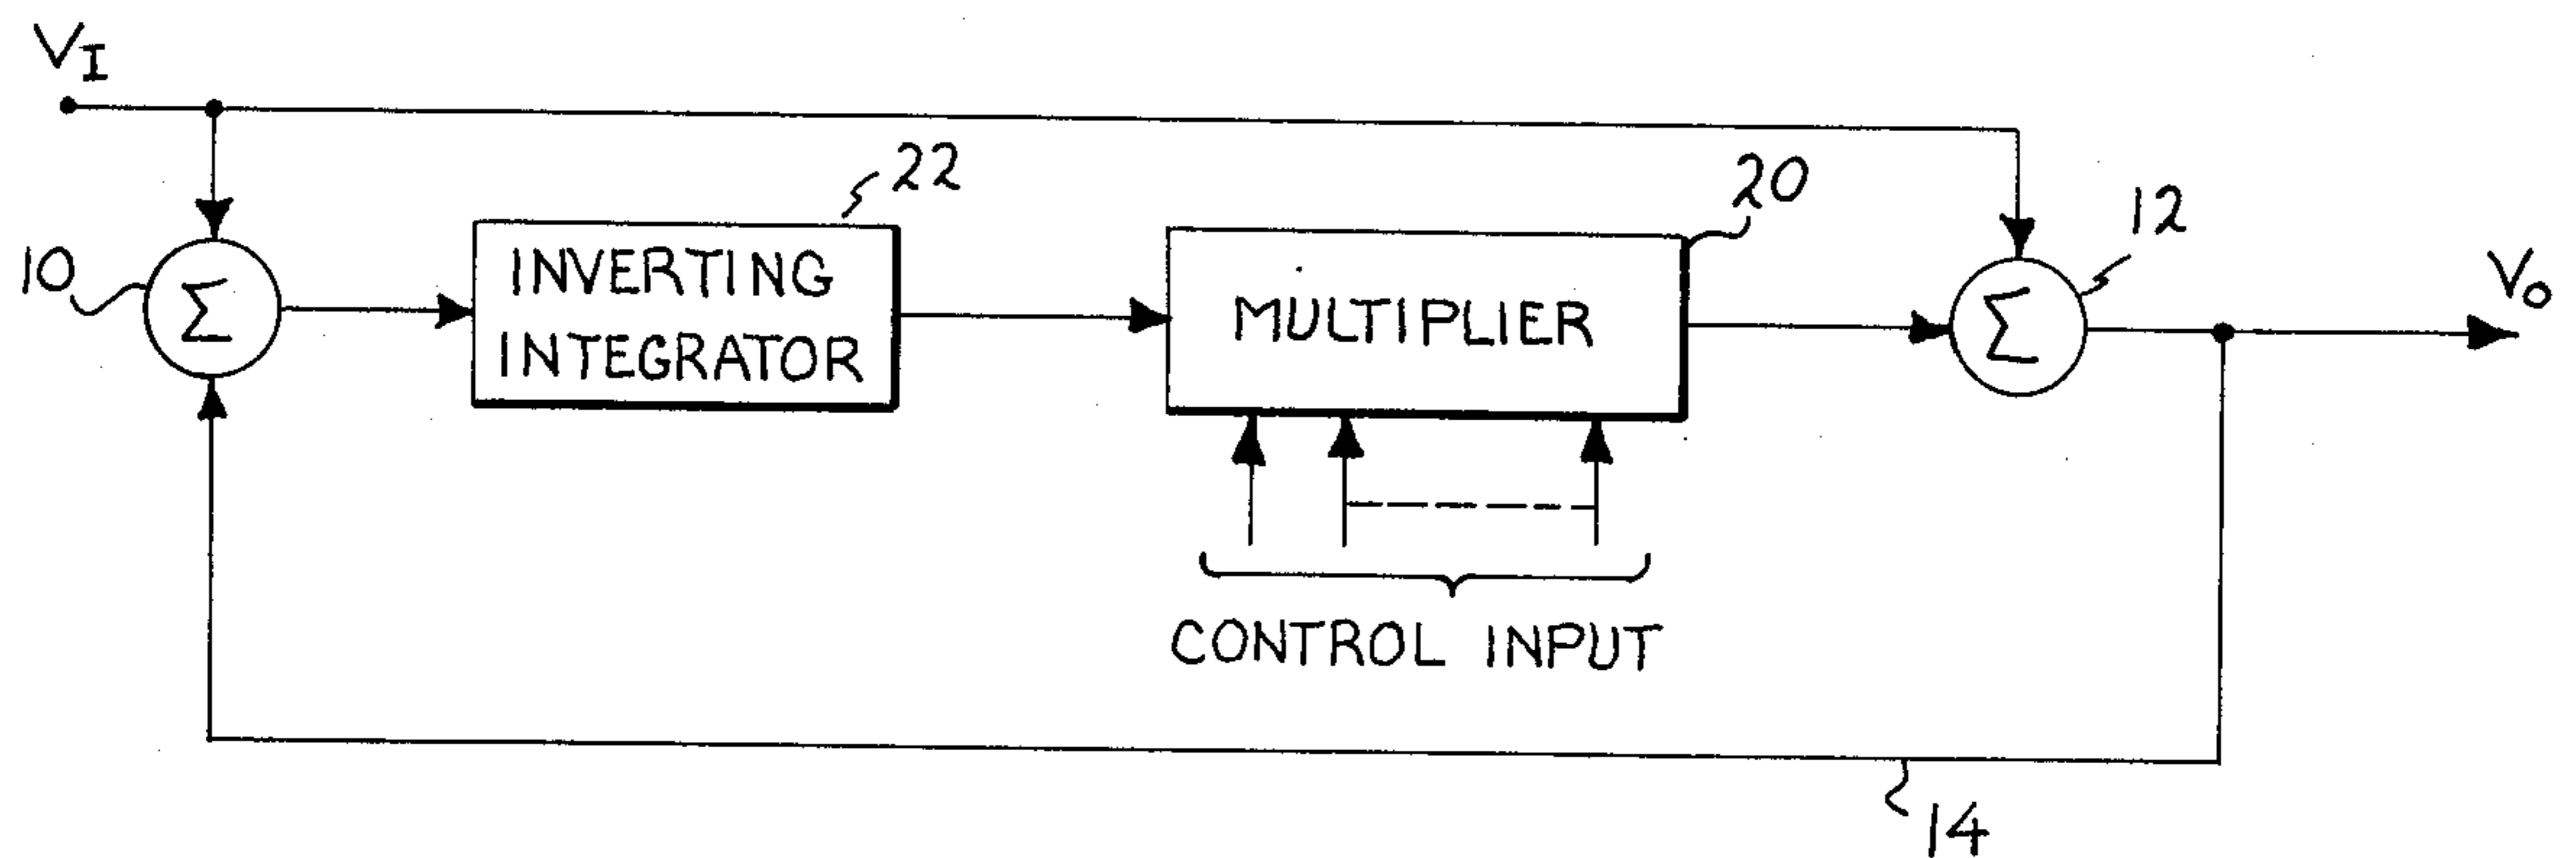 VI
22
20
12
10
Σ
INVERTING
INTEGRATOR
MULTIPLIER
Σ
VO
CONTROL INPUT
14